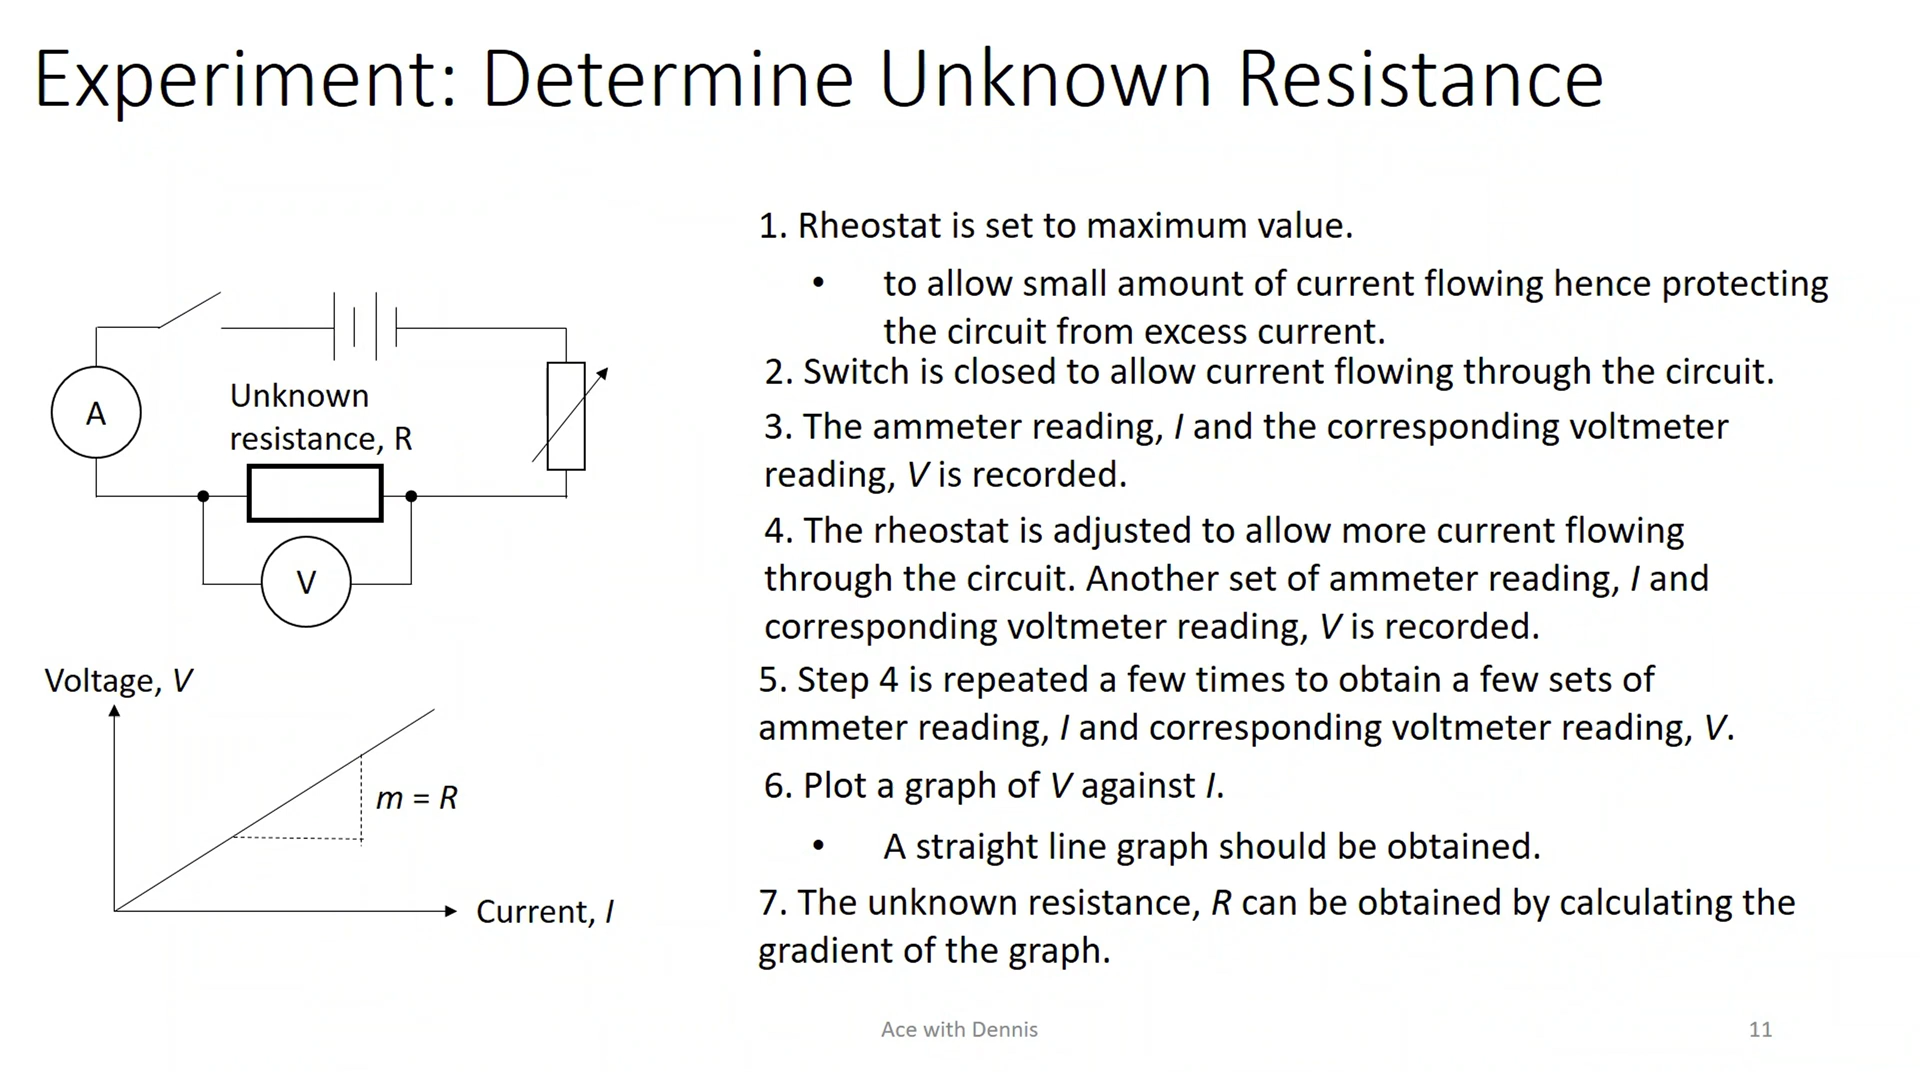 Experiment: Determine Unknown Resistance
A
Unknown
resistance, R
V
Voltage, V
m = R
Current, I
1. Rheostat is set to maximum value.
• to allow small amount of current flowing hence protecting
the circuit from excess current.
2. Switch is closed to allow current flowing through the circuit.
3. The ammeter reading, I and the corresponding voltmeter
reading, V is recorded.
4. The rheostat is adjusted to allow more current flowing
through the circuit. Another set of ammeter reading, I and
corresponding voltmeter reading, V is recorded.
5. Step 4 is repeated a few times to obtain a few sets of
ammeter reading, I and corresponding voltmeter reading, V.
6. Plot a graph of V against I.
• A straight line graph should be obtained.
7. The unknown resistance, R can be obtained by calculating the
gradient of the graph.
Ace with Dennis
11